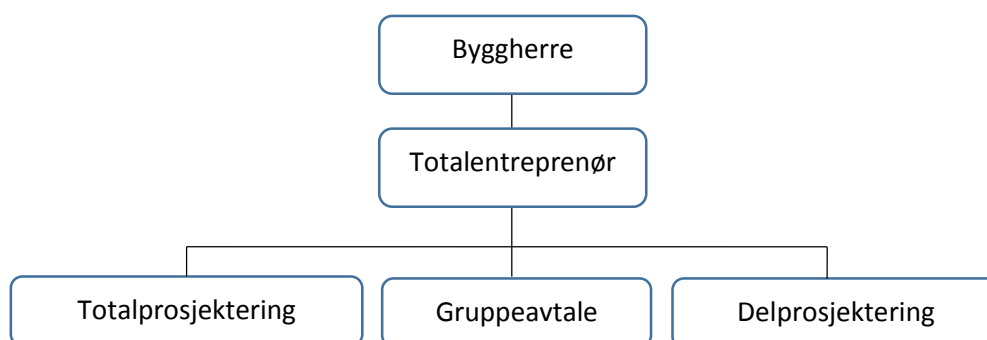 Byggherre
Totalentreprenør
Totalprosjektering
Gruppeavtale
Delprosjektering